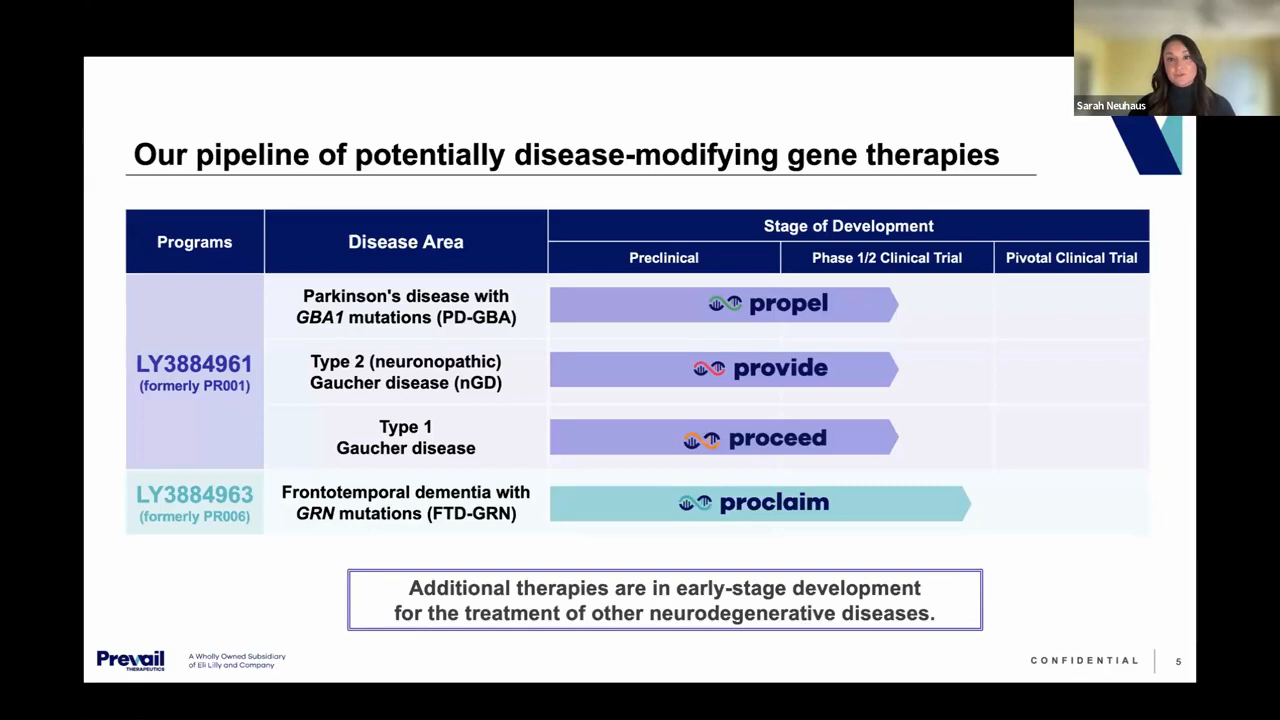 Sarah Neuhaus
Our pipeline of potentially disease-modifying gene therapies
Programs
Disease Area
Stage of Development
Preclinical
Phase 1/2 Clinical Trial
Pivotal Clinical Trial
LY3884961
(formerly PR001)
Parkinson's disease with
GBA1 mutations (PD-GBA)
propel
Type 2 (neuronopathic)
Gaucher disease (nGD)
provide
Type 1
Gaucher disease
proceed
LY3884963
(formerly PR006)
Frontotemporal dementia with
GRN mutations (FTD-GRN)
proclaim
Additional therapies are in early-stage development
for the treatment of other neurodegenerative diseases.
Prevail
THERAPEUTICS
A Wholly Owned Subsidiary
of Eli Lilly and Company
CONFIDENTIAL
5